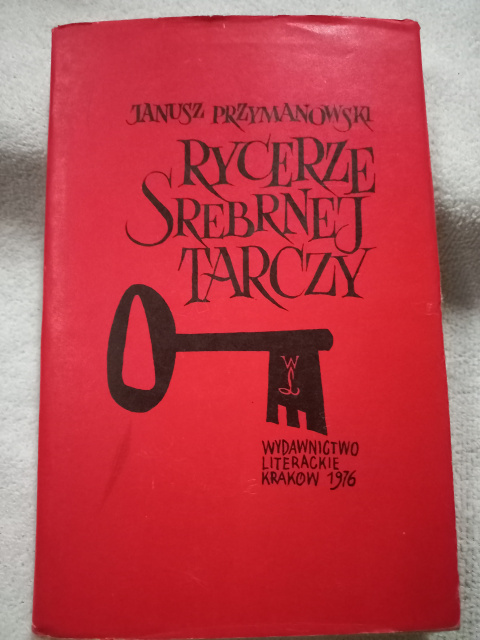 JANUSZ PRZYMANOWSKI
RYCERZE
SREBRNEJ
TARCZY
WL
WYDAWNICTWO
LITERACKIE
KRAKÓW 1976